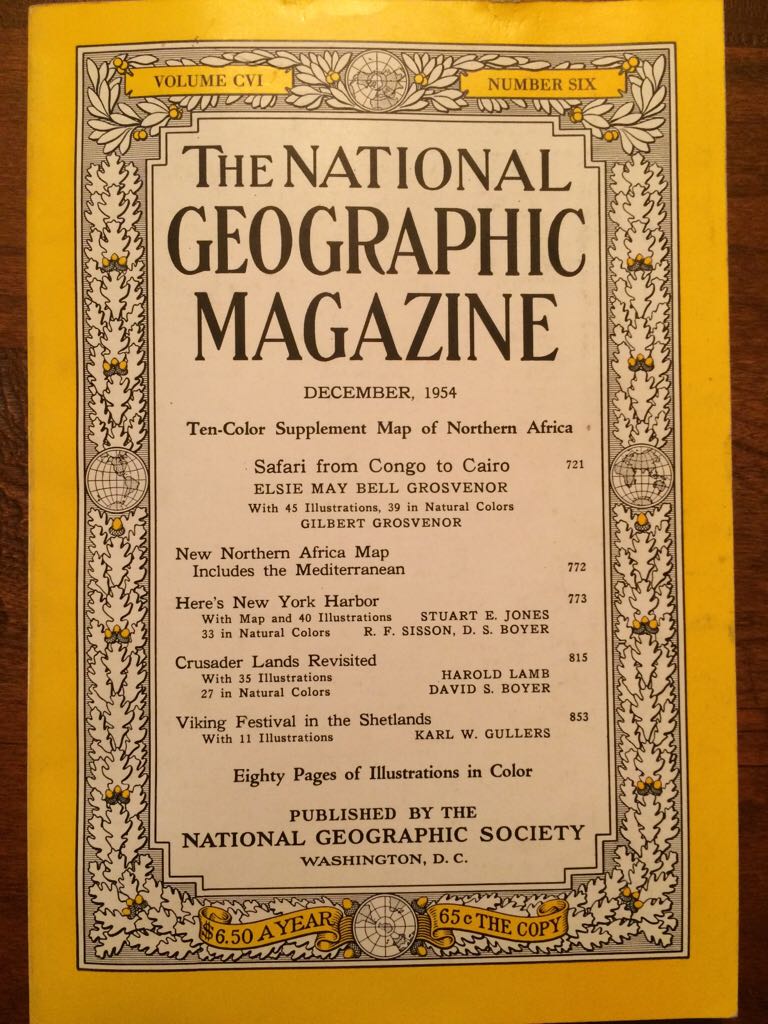 VOLUME CVI
NUMBER SIX
THE NATIONAL
GEOGRAPHIC
MAGAZINE
DECEMBER, 1954
Ten-Color Supplement Map of Northern Africa
Safari from Congo to Cairo 721
ELSIE MAY BELL GROSVENOR
With 45 Illustrations, 39 in Natural Colors
GILBERT GROSVENOR
New Northern Africa Map
Includes the Mediterranean 772
Here's New York Harbor 773
With Map and 40 Illustrations STUART E. JONES
33 in Natural Colors R. F. SISSON, D. S. BOYER
Crusader Lands Revisited 815
With 35 Illustrations HAROLD LAMB
27 in Natural Colors DAVID S. BOYER
Viking Festival in the Shetlands 853
With 11 Illustrations KARL W. GULLERS
Eighty Pages of Illustrations in Color
PUBLISHED BY THE
NATIONAL GEOGRAPHIC SOCIETY
WASHINGTON, D. C.
$6.50 A YEAR
65c THE COPY